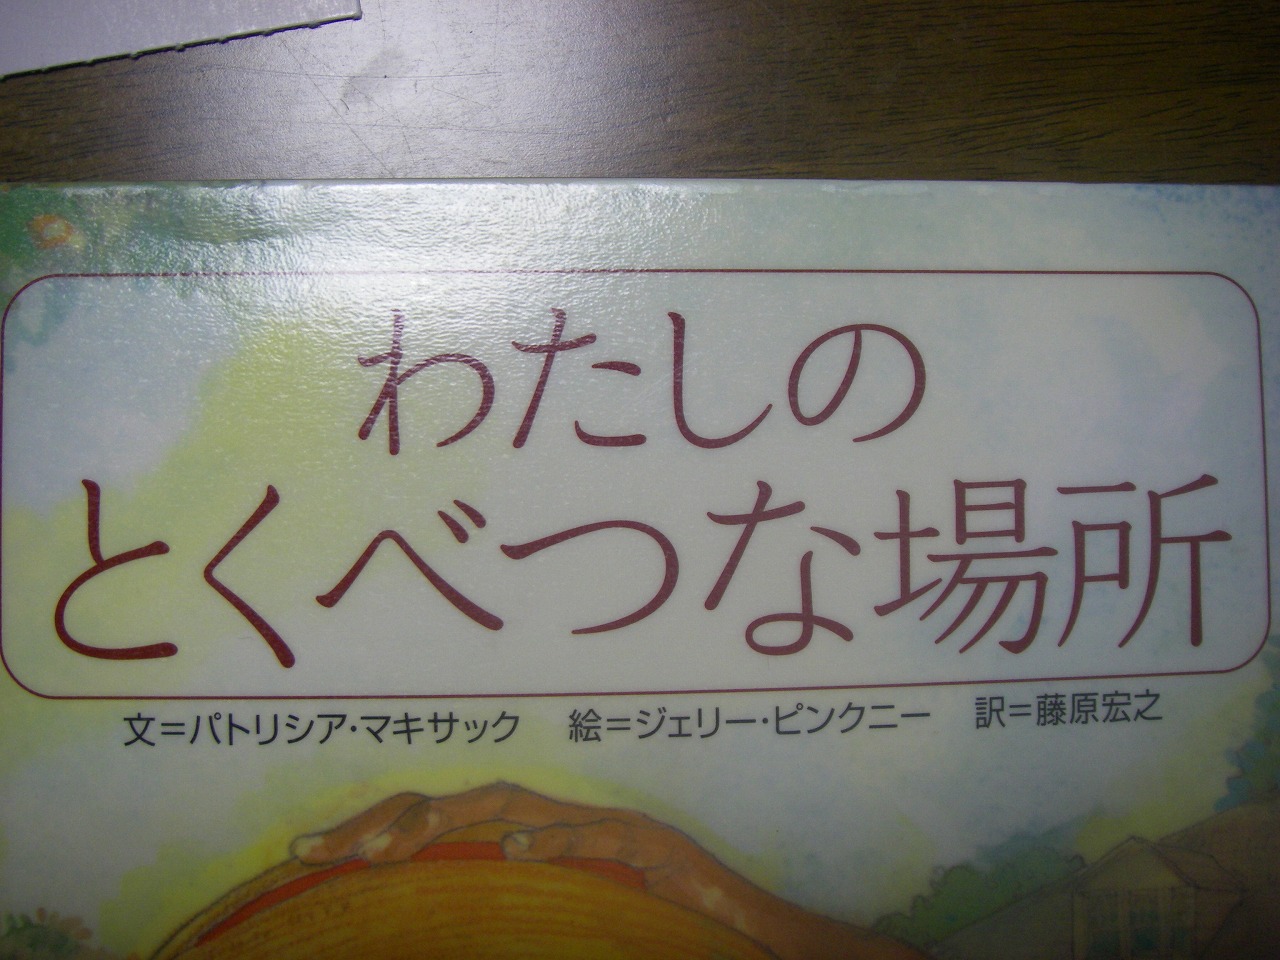 わたしの
とくべつな場所
文＝パトリシア・マキサック　絵＝ジェリー・ピンクニー　訳＝藤原宏之